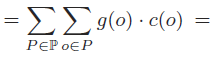 = ∑_{P∈ℙ} ∑_{o∈P} g(o) · c(o) =